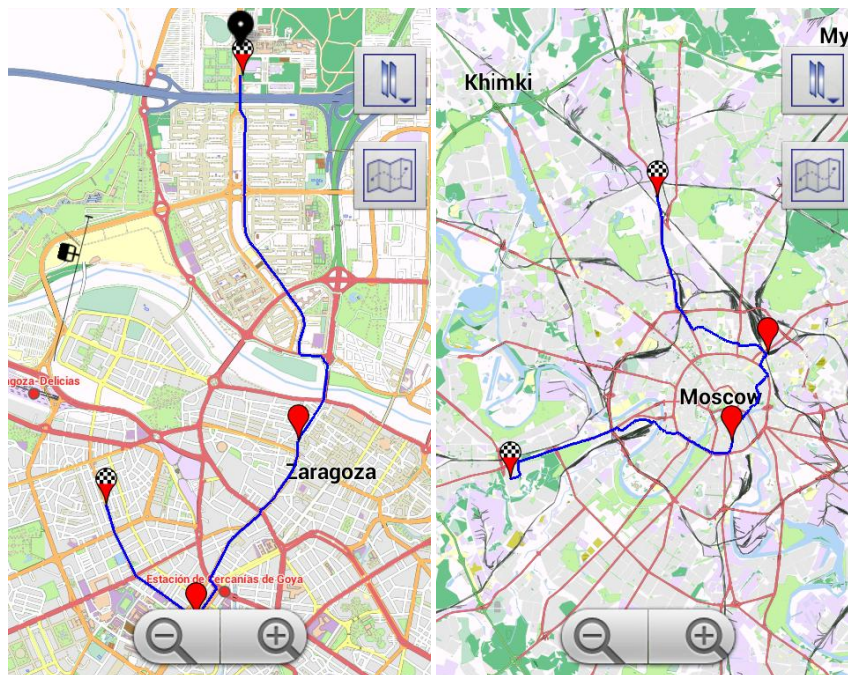 agoza-Delicias
Zaragoza
Estación de Cercanías de Goya
My
Khimki
Moscow